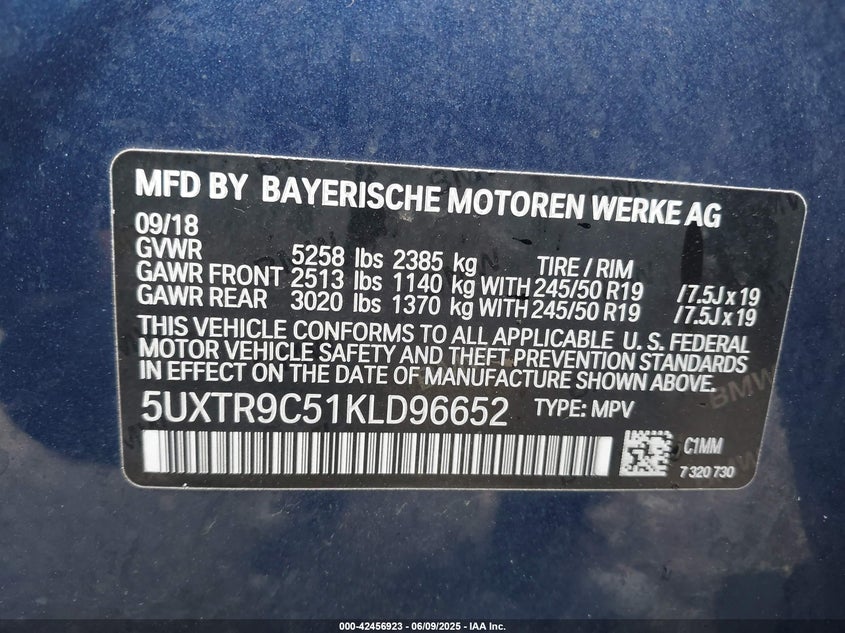 MFD BY BAYERISCHE MOTOREN WERKE AG
09/18
GVWR 5258 lbs 2385 kg TIRE / RIM
GAWR FRONT 2513 lbs 1140 kg WITH 245/50 R19 /7.5J x 19
GAWR REAR 3020 lbs 1370 kg WITH 245/50 R19 /7.5J x 19
THIS VEHICLE CONFORMS TO ALL APPLICABLE U. S. FEDERAL
MOTOR VEHICLE SAFETY AND THEFT PREVENTION STANDARDS
IN EFFECT ON THE DATE OF MANUFACTURE SHOWN ABOVE.
5UXTR9C51KLD96652 TYPE: MPV
C1MM
7 320 730
000-42456923 / 06/09/2025 - IAA Inc.